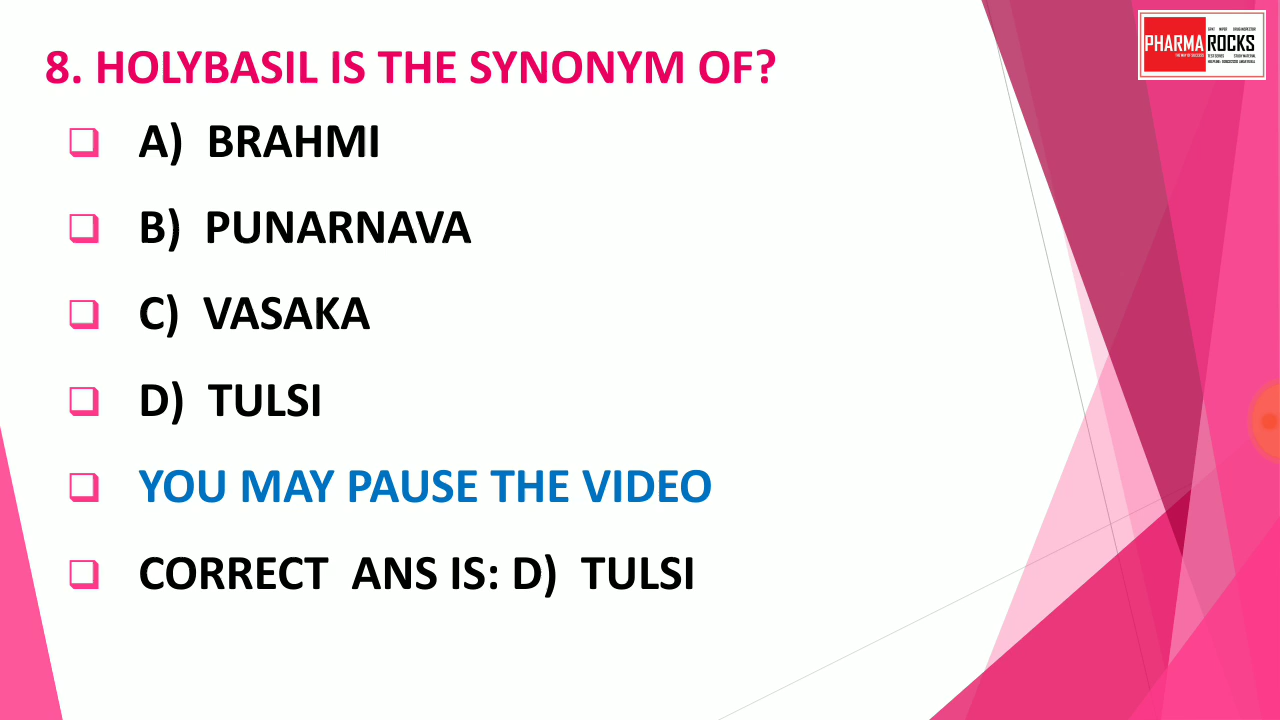 8. HOLYBASIL IS THE SYNONYM OF?
A) BRAHMI
B) PUNARNAVA
C) VASAKA
D) TULSI
YOU MAY PAUSE THE VIDEO
CORRECT ANS IS: D) TULSI
PHARMA ROCKS